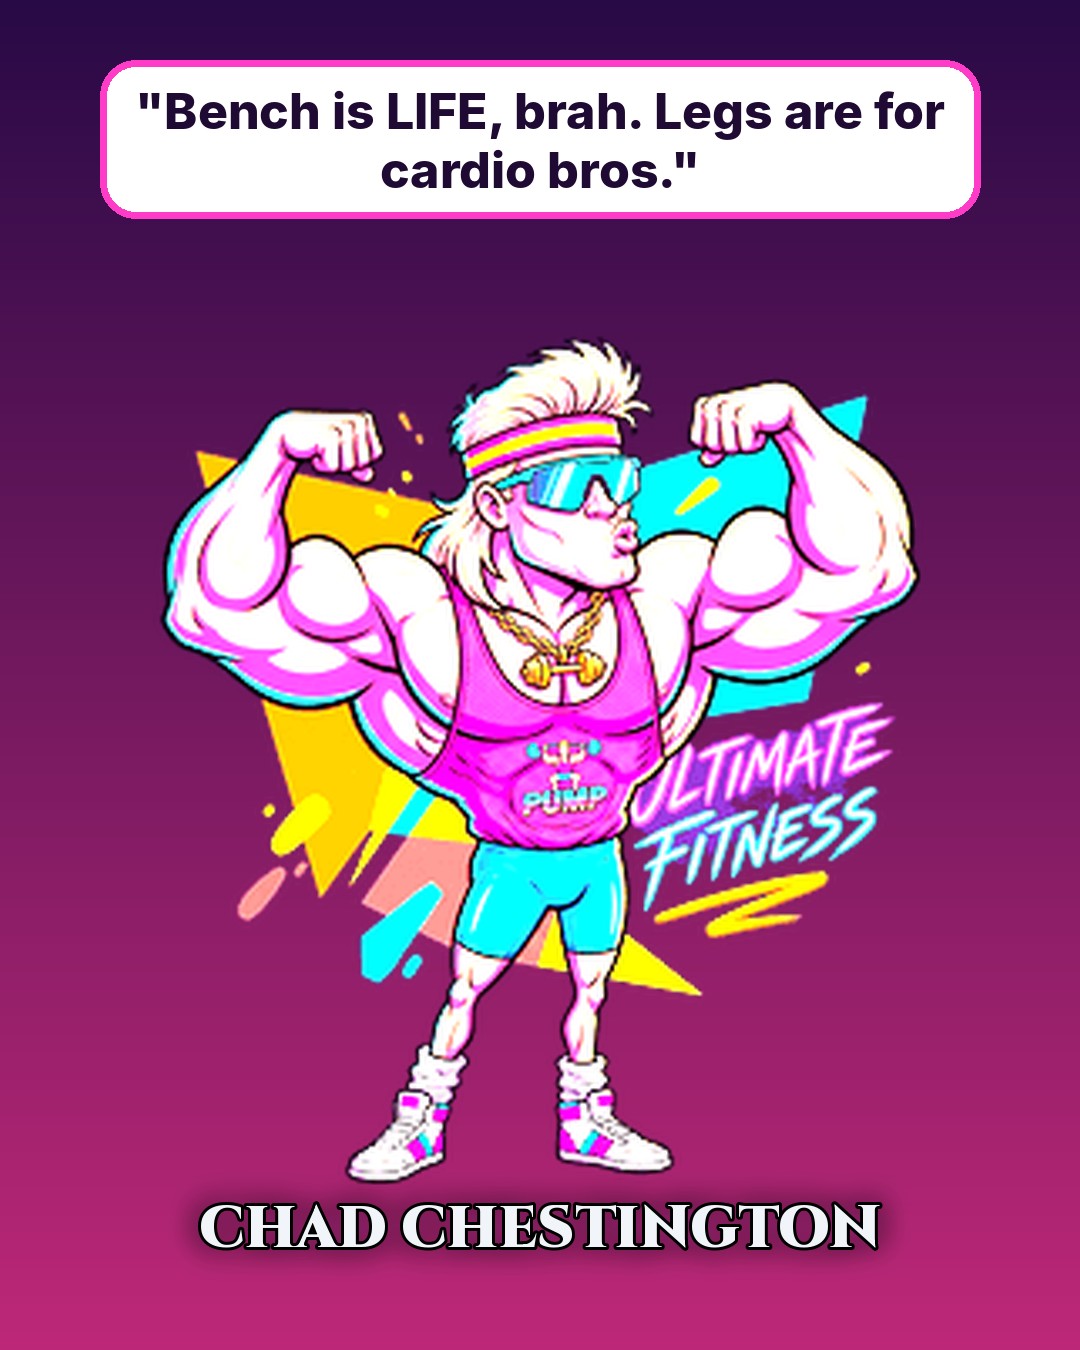 "Bench is LIFE, brah. Legs are for
cardio bros."
PUMP
ULTIMATE
FITNESS
CHAD CHESTINGTON